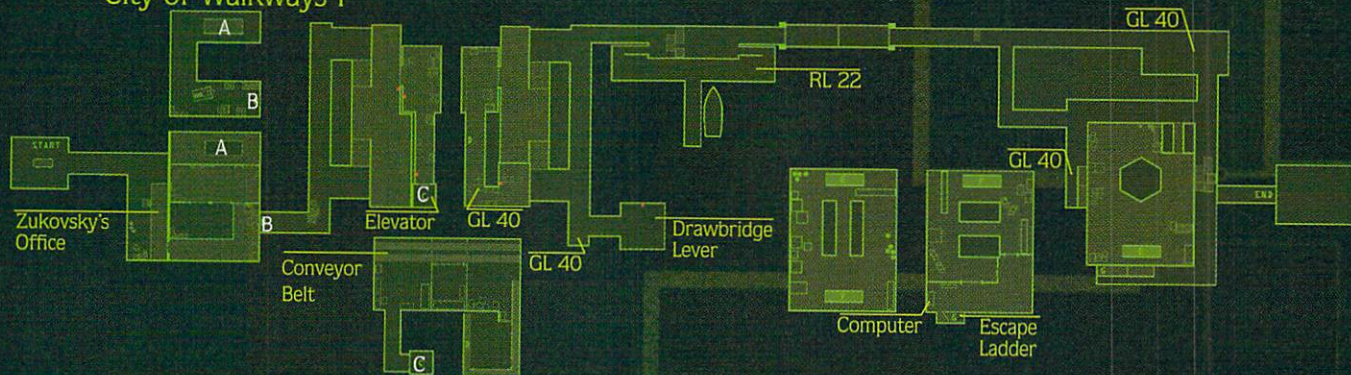 City of Walkways I
A
GL 40
B
RL 22
START
A
GL 40
C
END
Zukovsky's
Office
B
Elevator
GL 40
Drawbridge
Lever
Conveyor
Belt
GL 40
Computer
Escape
Ladder
C